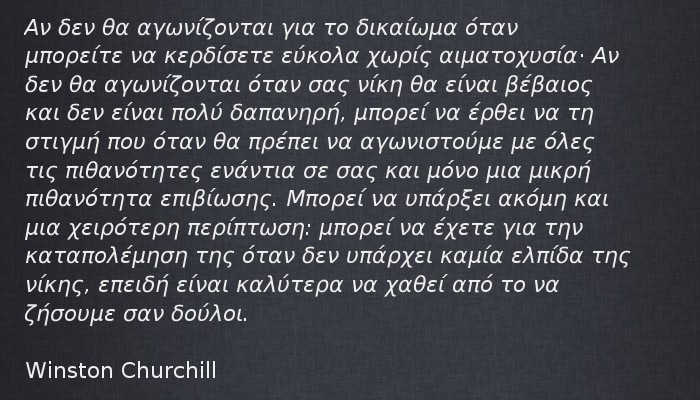 Αν δεν θα αγωνίζονται για το δικαίωμα όταν
μπορείτε να κερδίσετε εύκολα χωρίς αιματοχυσία· Αν
δεν θα αγωνίζονται όταν σας νίκη θα είναι βέβαιος
και δεν είναι πολύ δαπανηρή, μπορεί να έρθει να τη
στιγμή που όταν θα πρέπει να αγωνιστούμε με όλες
τις πιθανότητες ενάντια σε σας και μόνο μια μικρή
πιθανότητα επιβίωσης. Μπορεί να υπάρξει ακόμη και
μια χειρότερη περίπτωση: μπορεί να έχετε για την
καταπολέμηση της όταν δεν υπάρχει καμία ελπίδα της
νίκης, επειδή είναι καλύτερα να χαθεί από το να
ζήσουμε σαν δούλοι.
Winston Churchill